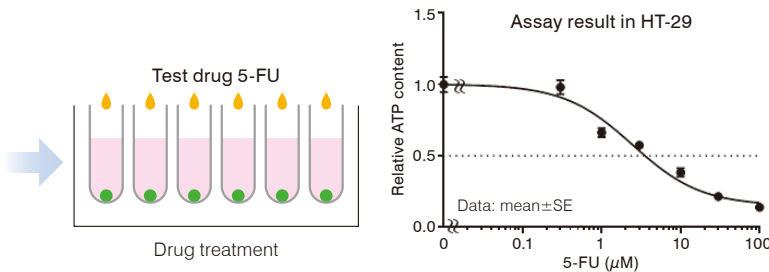 Test drug 5-FU
Drug treatment
Assay result in HT-29
Relative ATP content
1.5
1.0
0.5
0.0
Data: mean±SE
0
0.1
1
10
100
5-FU (μM)